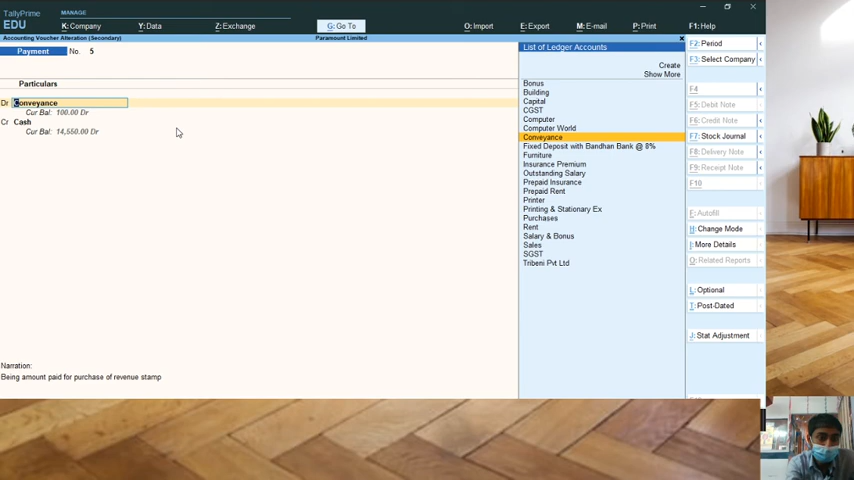 TallyPrime
EDU
MANAGE
K: Company
Y: Data
Z: Exchange
G: Go To
O: Import
E: Export
M: E-mail
P: Print
F1: Help
Accounting Voucher Alteration (Secondary)
Paramount Limited
Payment No. 5
Particulars
Dr Conveyance
Cur Bal: 100.00 Dr
Cr Cash
Cur Bal: 14,550.00 Dr
Narration:
Being amount paid for purchase of revenue stamp
List of Ledger Accounts
Create
Show More
Bonus
Building
Capital
CGST
Computer
Computer World
Conveyance
Fixed Deposit with Bandhan Bank @ 8%
Furniture
Insurance Premium
Outstanding Salary
Prepaid Insurance
Prepaid Rent
Printer
Printing & Stationary Ex
Purchases
Rent
Salary & Bonus
Sales
SGST
Tribeni Pvt Ltd
F2: Period
F3: Select Company
F4
F5: Debit Note
F6: Credit Note
F7: Stock Journal
F8: Delivery Note
F9: Receipt Note
F10
F: Autofill
H: Change Mode
I: More Details
O: Related Reports
L: Optional
T: Post-Dated
J: Stat Adjustment